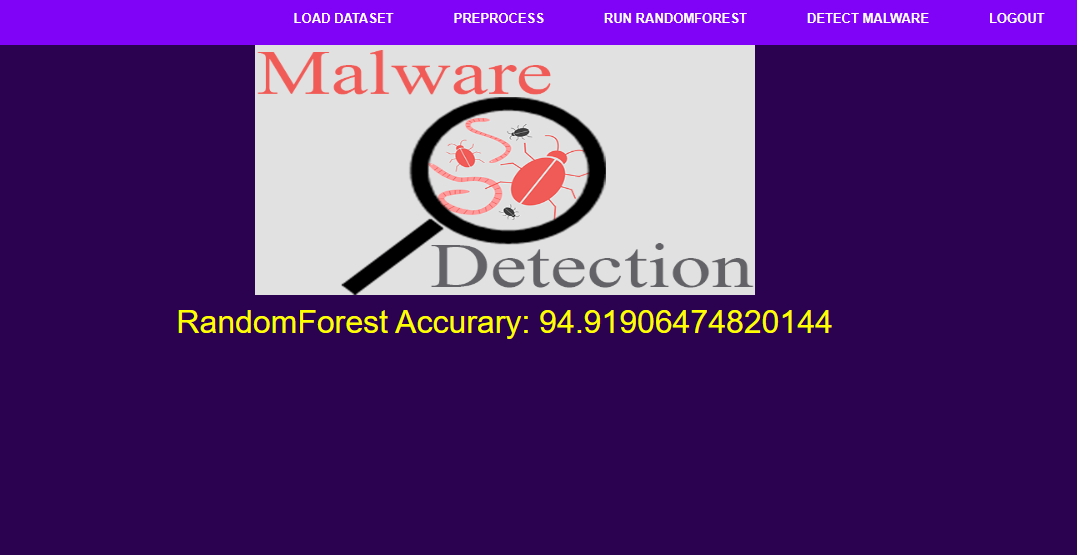 LOAD DATASET PREPROCESS RUN RANDOMFOREST DETECT MALWARE LOGOUT
Malware
Detection
RandomForest Accurary: 94.91906474820144